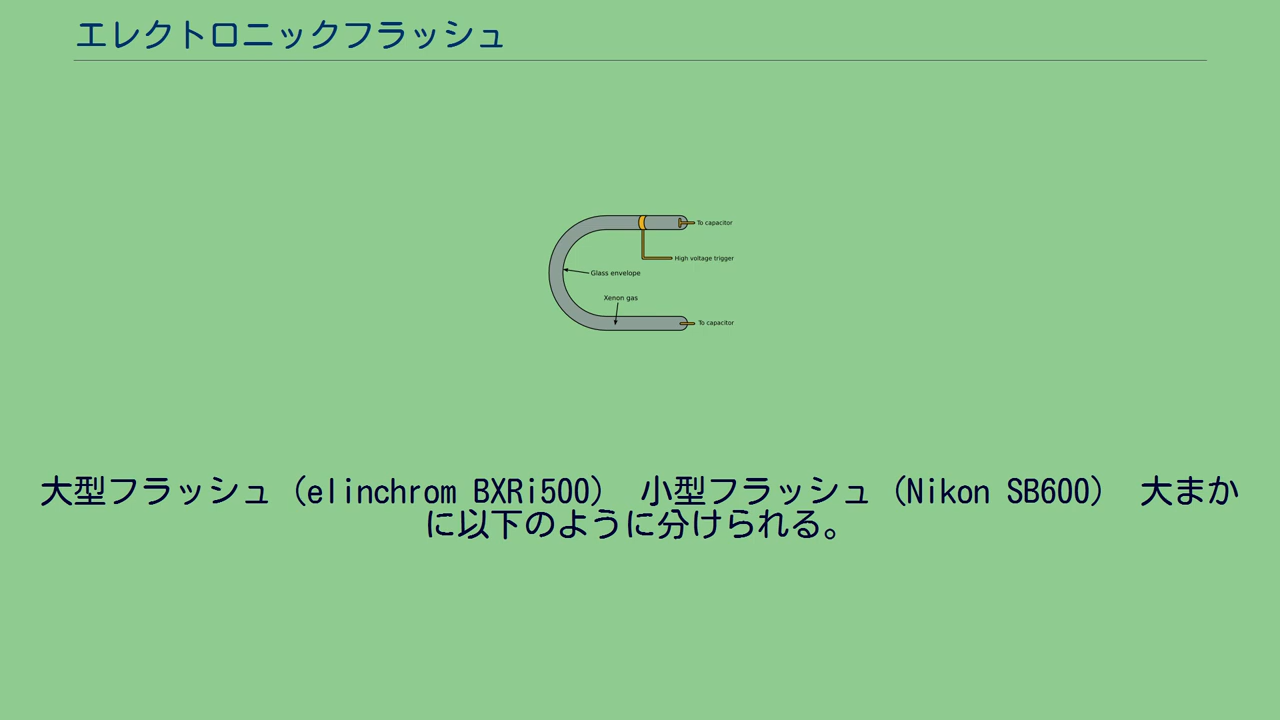 エレクトロニックフラッシュ
To capacitor
High voltage trigger
Glass envelope
Xenon gas
To capacitor
大型フラッシュ（elinchrom BXRi500） 小型フラッシュ（Nikon SB600） 大まか
に以下のように分けられる。